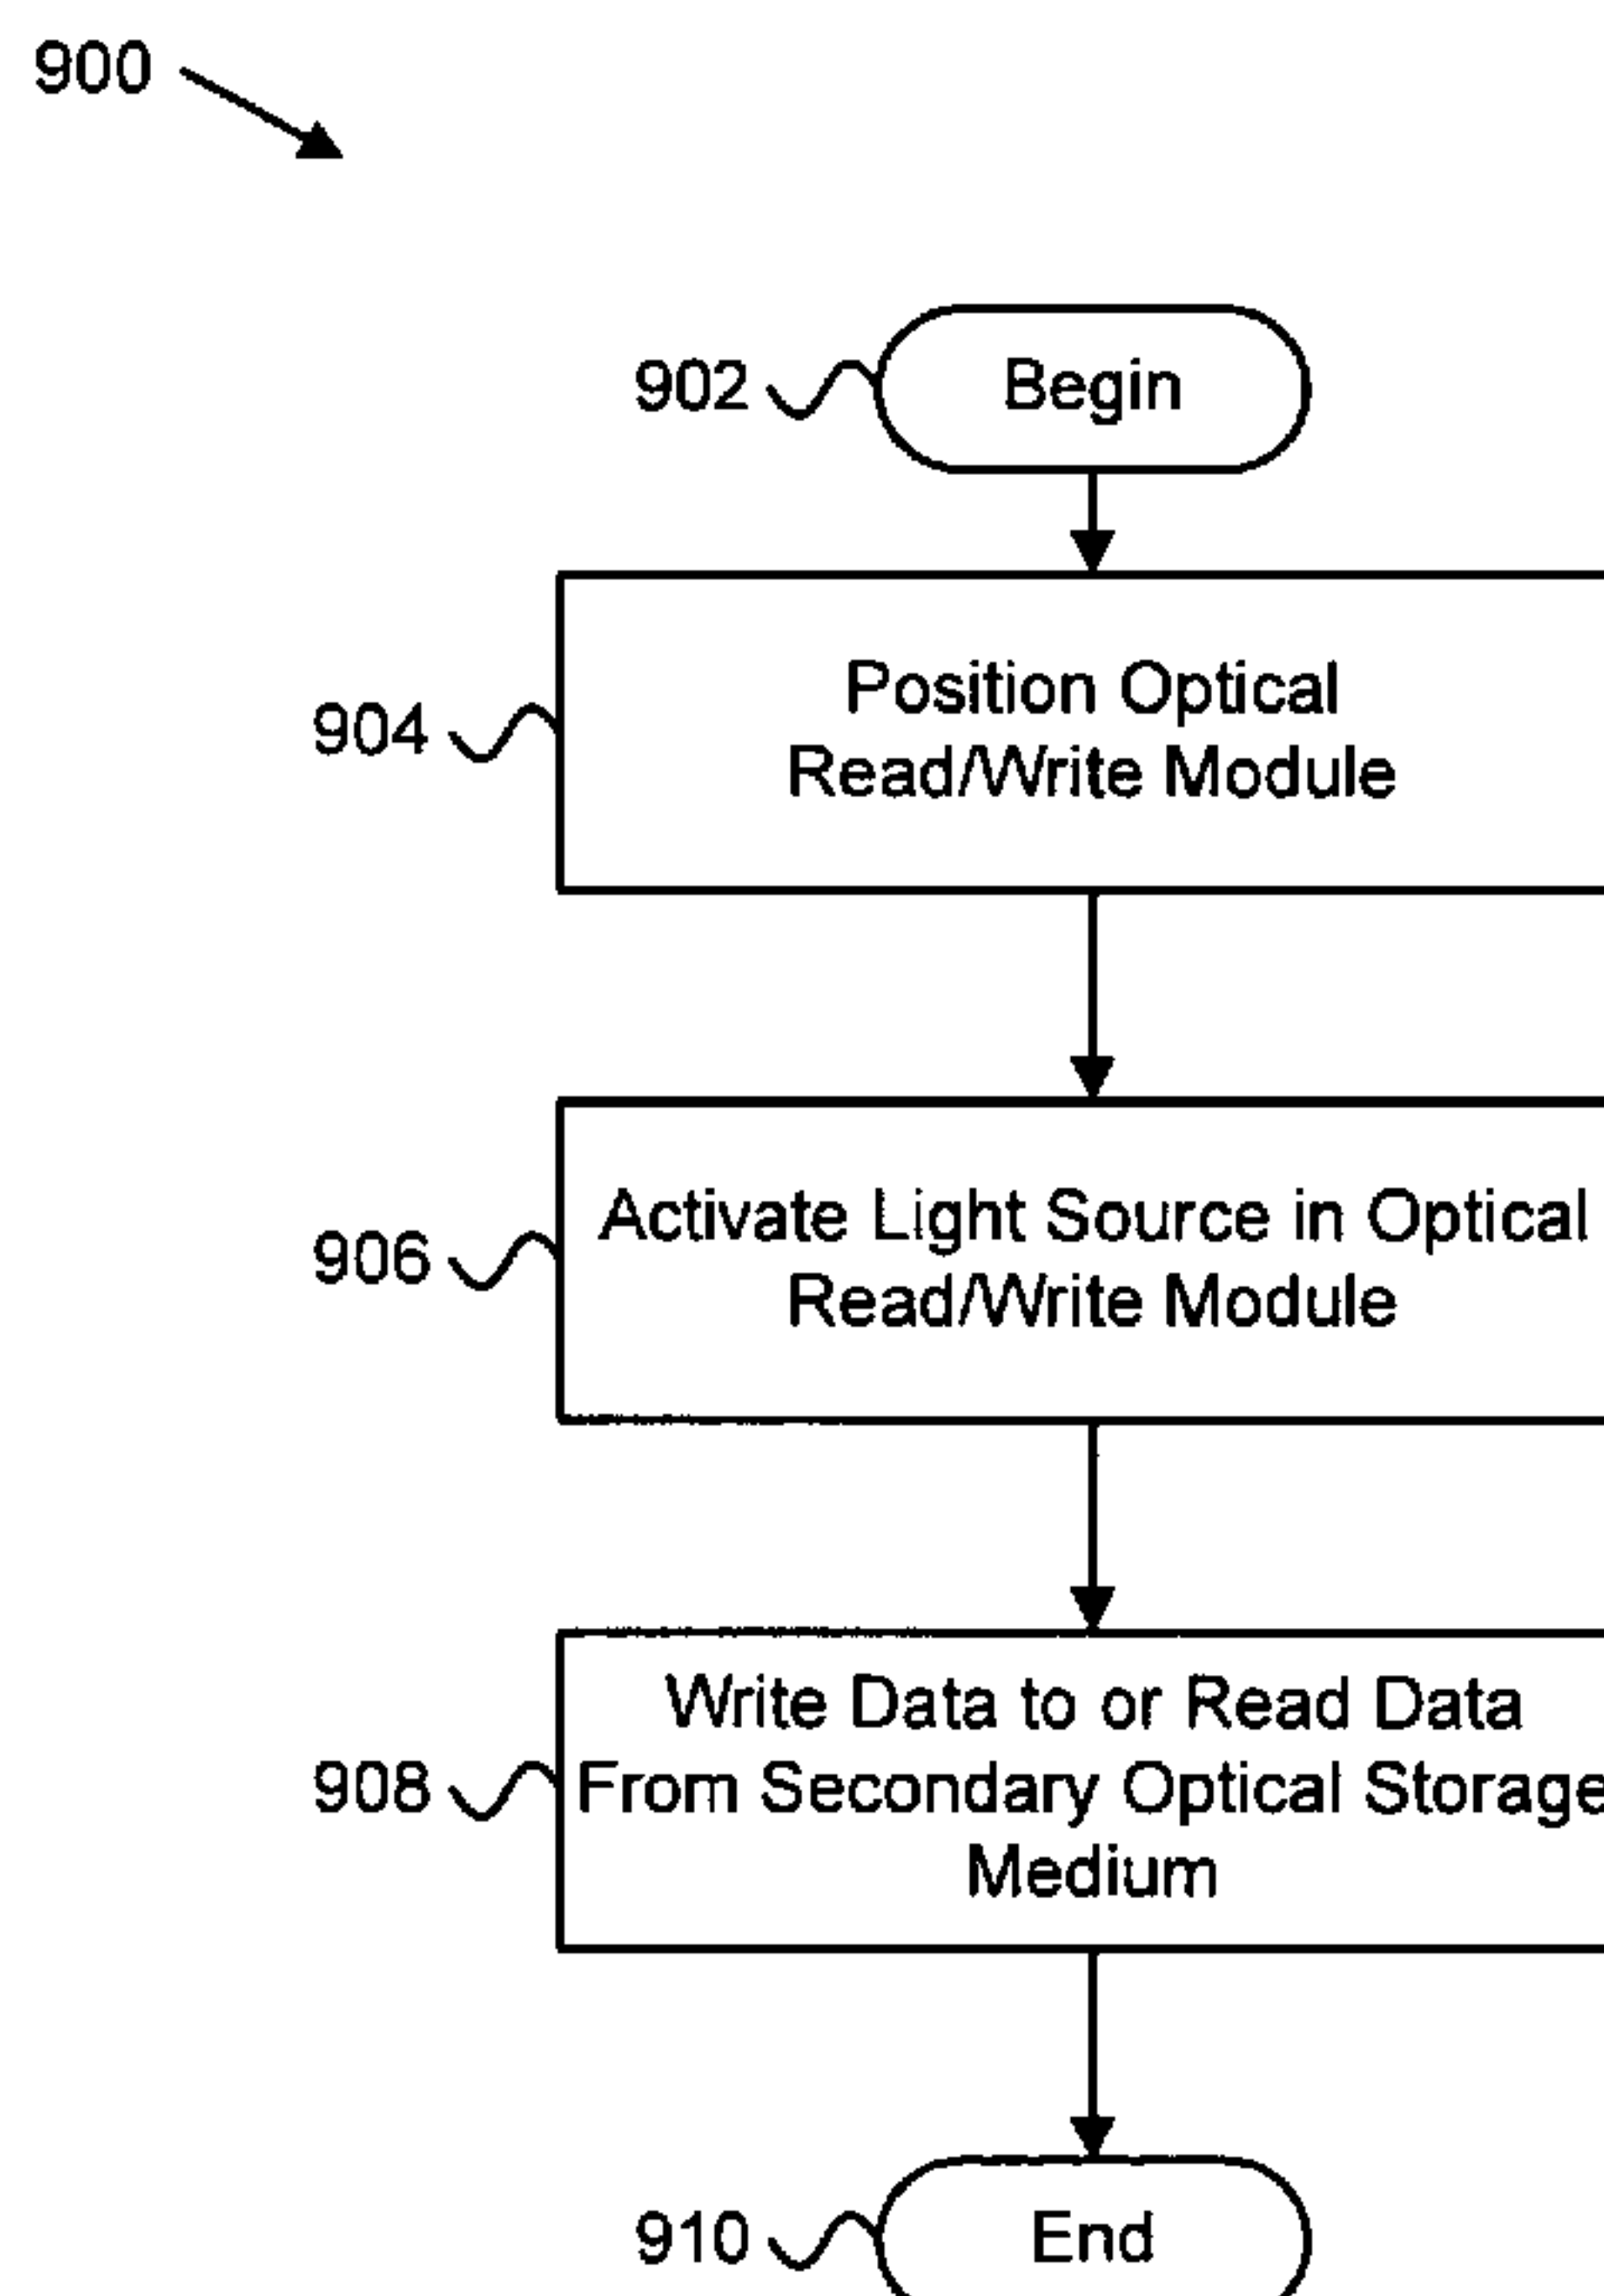 900
902
Begin
Position Optical
904
Read/Write Module
Activate Light Source in Optical
906
Read/Write Module
Write Data to or Read Data
908
From Secondary Optical Storage
Medium
910
End